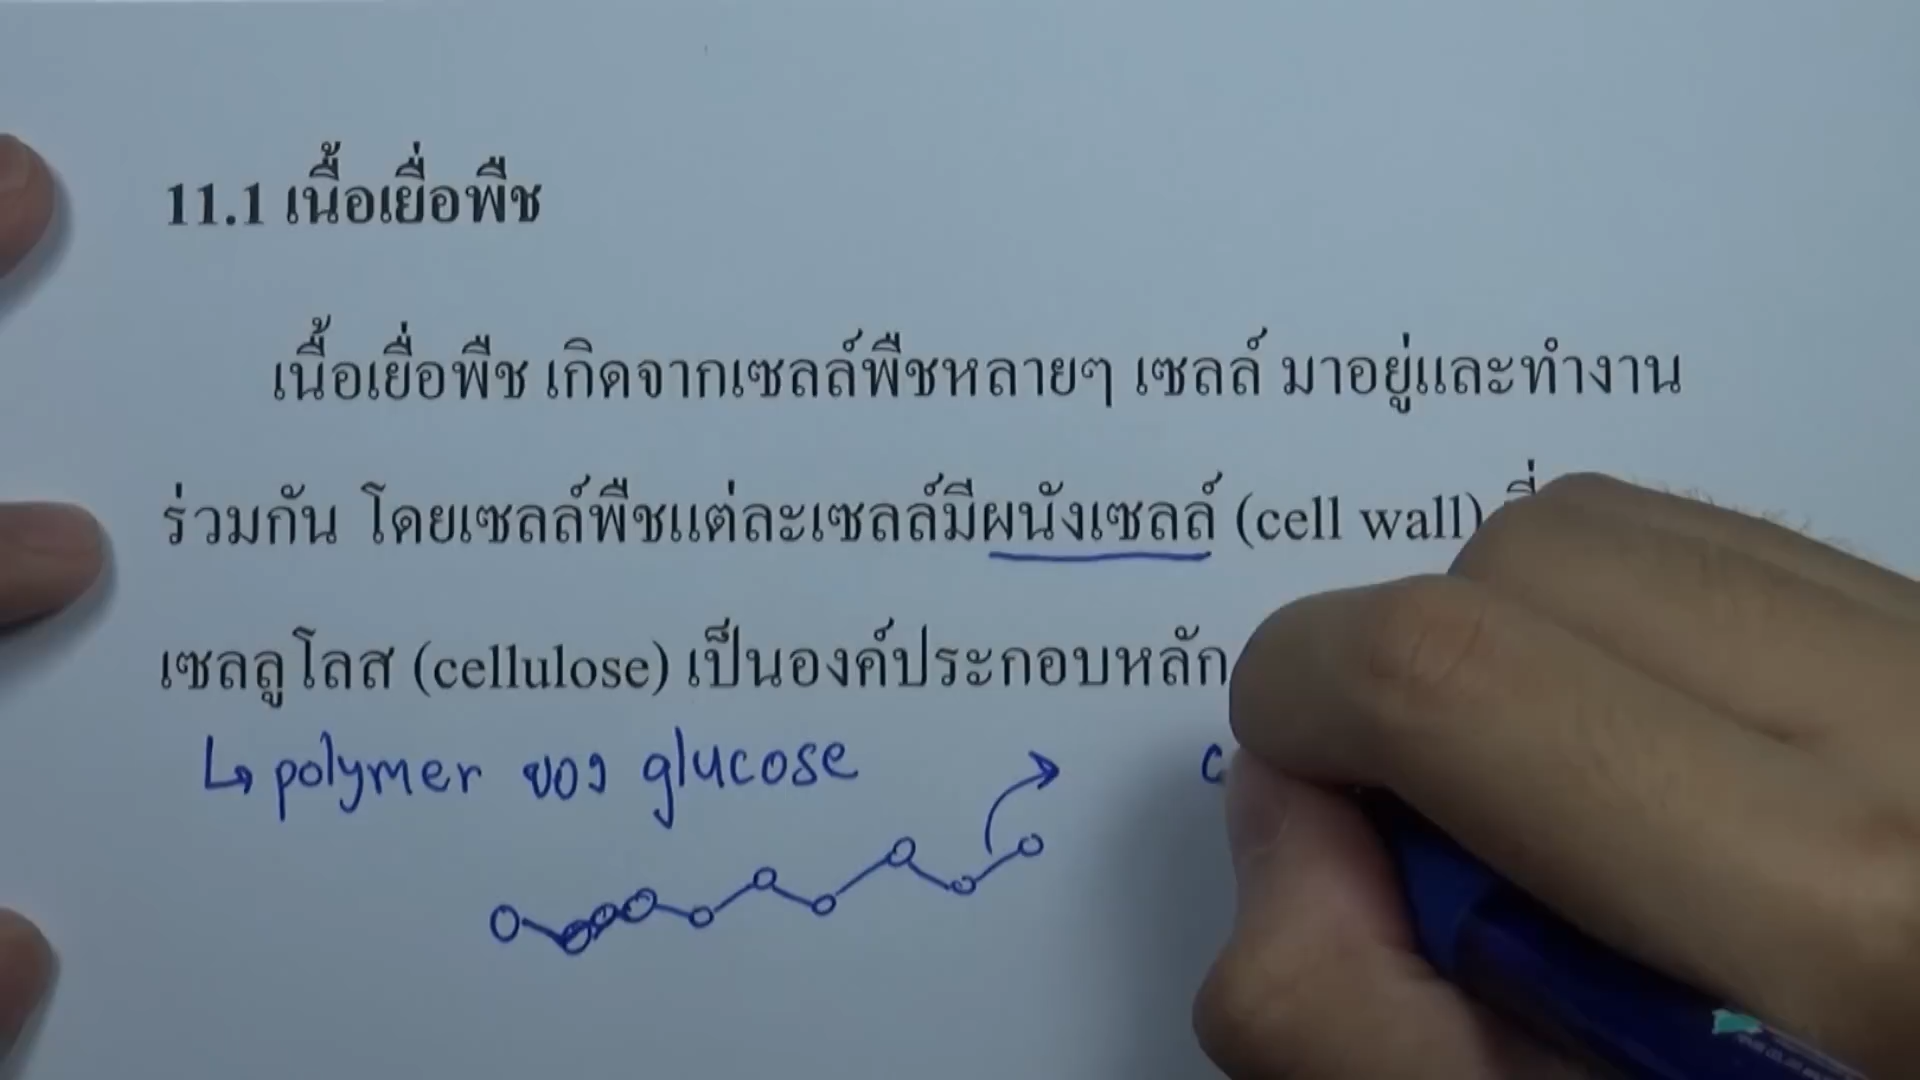 11.1 เนื้อเยื่อพืช
เนื้อเยื่อพืช เกิดจากเซลล์พืชหลายๆ เซลล์ มาอยู่และทำงาน
ร่วมกัน โดยเซลล์พืชแต่ละเซลล์มีผนังเซลล์ (cell wall)
เซลลูโลส (cellulose) เป็นองค์ประกอบหลัก
↳ polymer ของ glucose